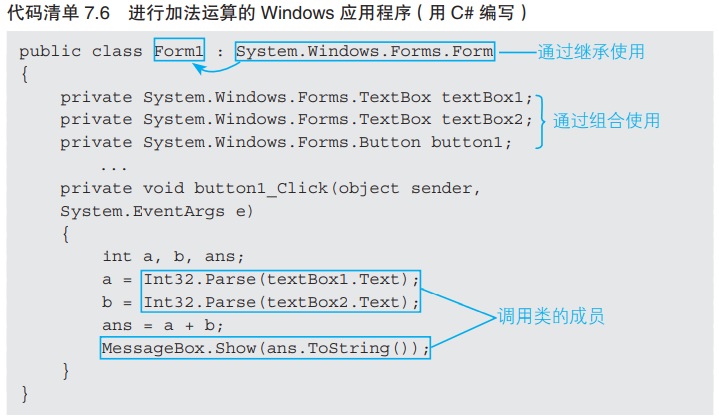 代码清单 7.6 进行加法运算的 Windows 应用程序（用 C# 编写）
public class Form1 : System.Windows.Forms.Form 通过继承使用
{
private System.Windows.Forms.TextBox textBox1;
private System.Windows.Forms.TextBox textBox2; 通过组合使用
private System.Windows.Forms.Button button1;
...
private void button1_Click(object sender,
System.EventArgs e)
{
int a, b, ans;
a = Int32.Parse(textBox1.Text);
b = Int32.Parse(textBox2.Text);
ans = a + b; 调用类的成员
MessageBox.Show(ans.ToString());
}
}